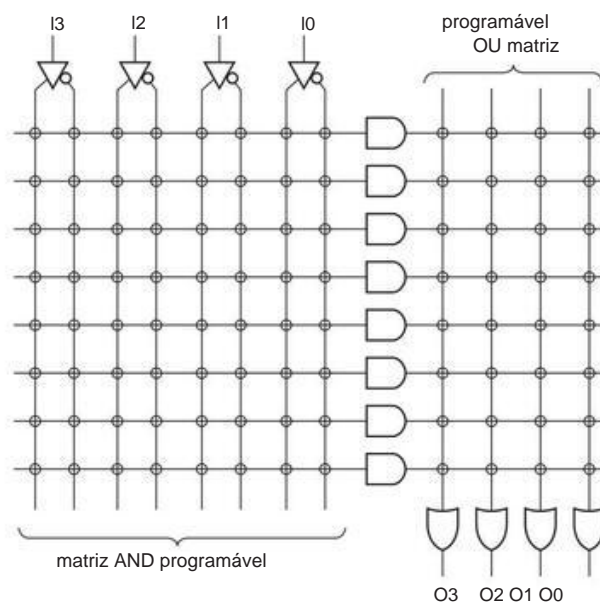 I3 I2 I1 I0
programável
OU matriz
matriz AND programável
O3 O2 O1 O0